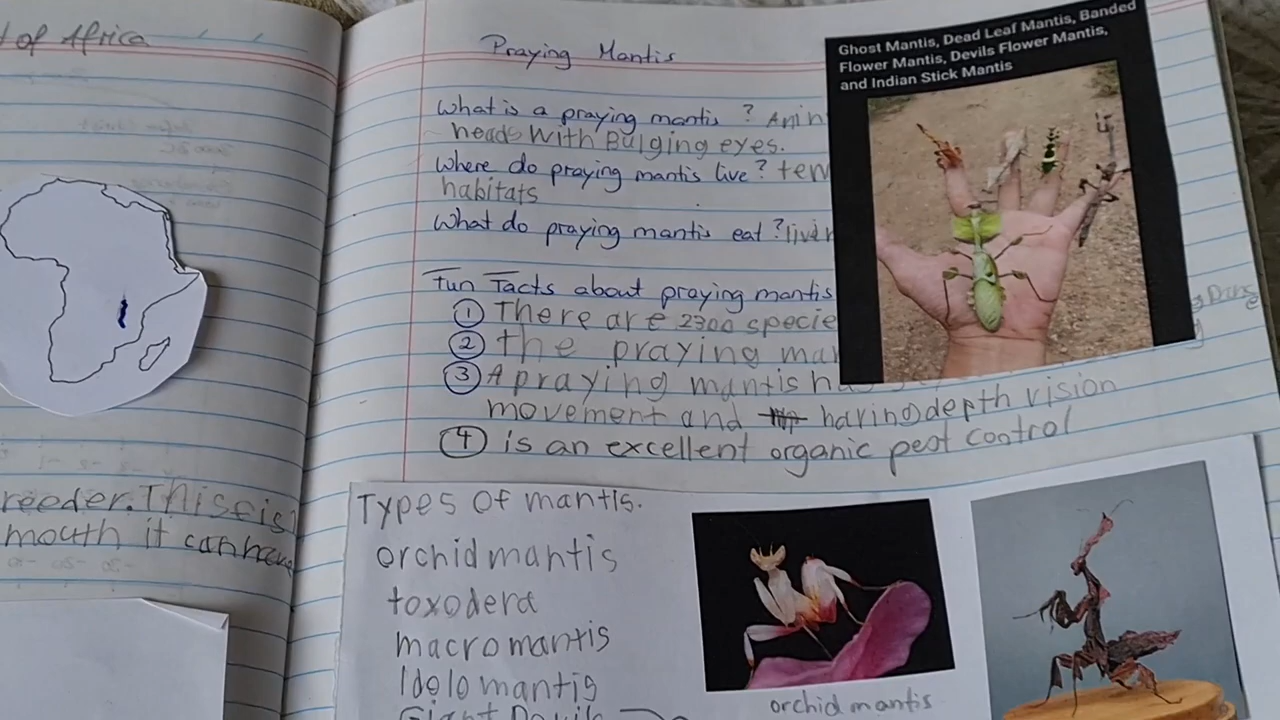 t of Africa
reeder. This fis
mouth it can have
Praying Mantis
What is a praying mantis ?
heads With Bulging eyes.
Where do praying mantis live?
habitats
What do praying mantis eat ?
Fun Facts about praying mantis
① There are 2300 specie
② the praying man
③ A praying mantis ha
movement and having depth vision
④ is an excellent organic pest control
Ghost Mantis, Dead Leaf Mantis, Banded
Flower Mantis, Devils Flower Mantis,
and Indian Stick Mantis
Types of mantis.
orchid mantis
toxodera
macromantis
Idolomantis
orchid mantis